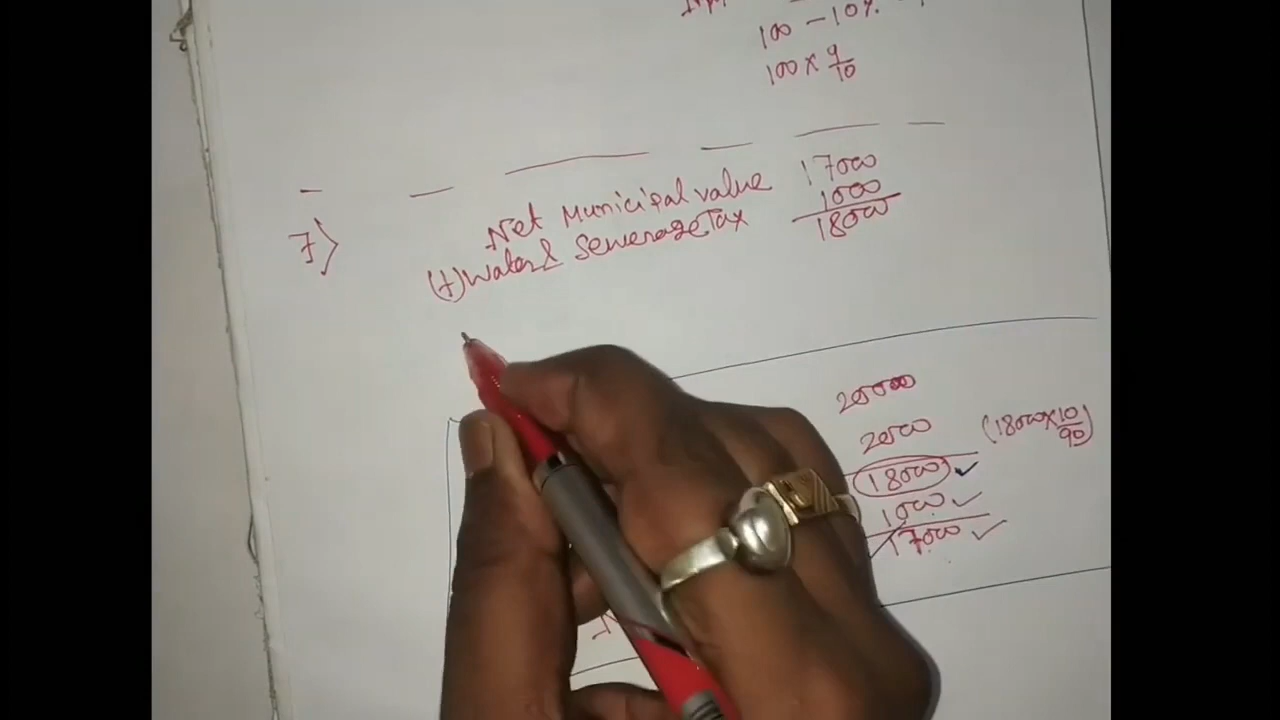 100 - 10%
100 × 9/10
7) Net Municipal value 17000
(+) Water & Sewerage Tax 1000
18000
20000
2000 (18000×10/90)
18000 ✓
1000 ✓
17000 ✓